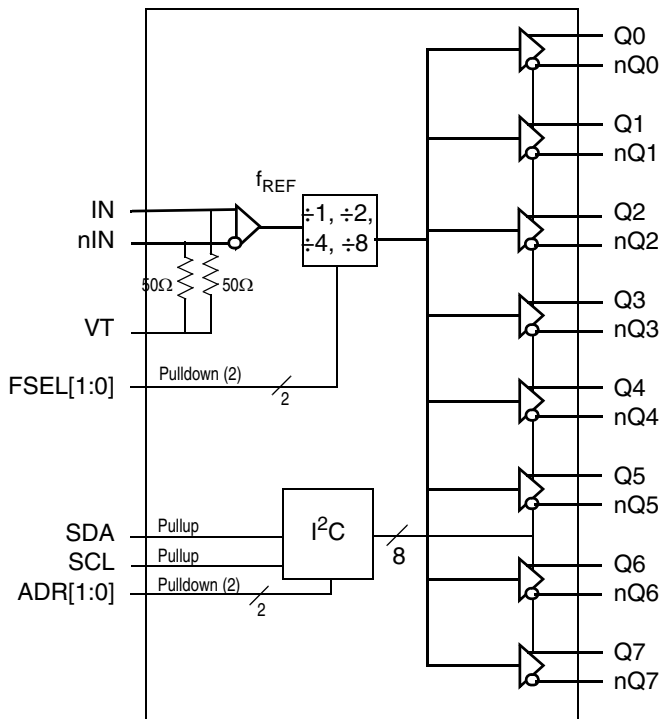 Q0
nQ0
Q1
nQ1
f_REF
IN
÷1, ÷2,
÷4, ÷8
Q2
nQ2
nIN
50Ω
50Ω
Q3
nQ3
VT
FSEL[1:0]
Pulldown (2)
2
Q4
nQ4
Q5
nQ5
SDA
Pullup
I²C
8
SCL
Pullup
ADR[1:0]
Pulldown (2)
2
Q6
nQ6
Q7
nQ7